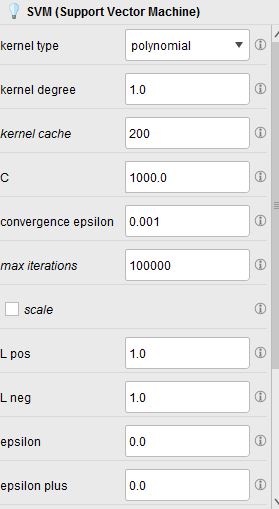 SVM (Support Vector Machine)
kernel type polynomial
kernel degree 1.0
kernel cache 200
C 1000.0
convergence epsilon 0.001
max iterations 100000
scale
L pos 1.0
L neg 1.0
epsilon 0.0
epsilon plus 0.0